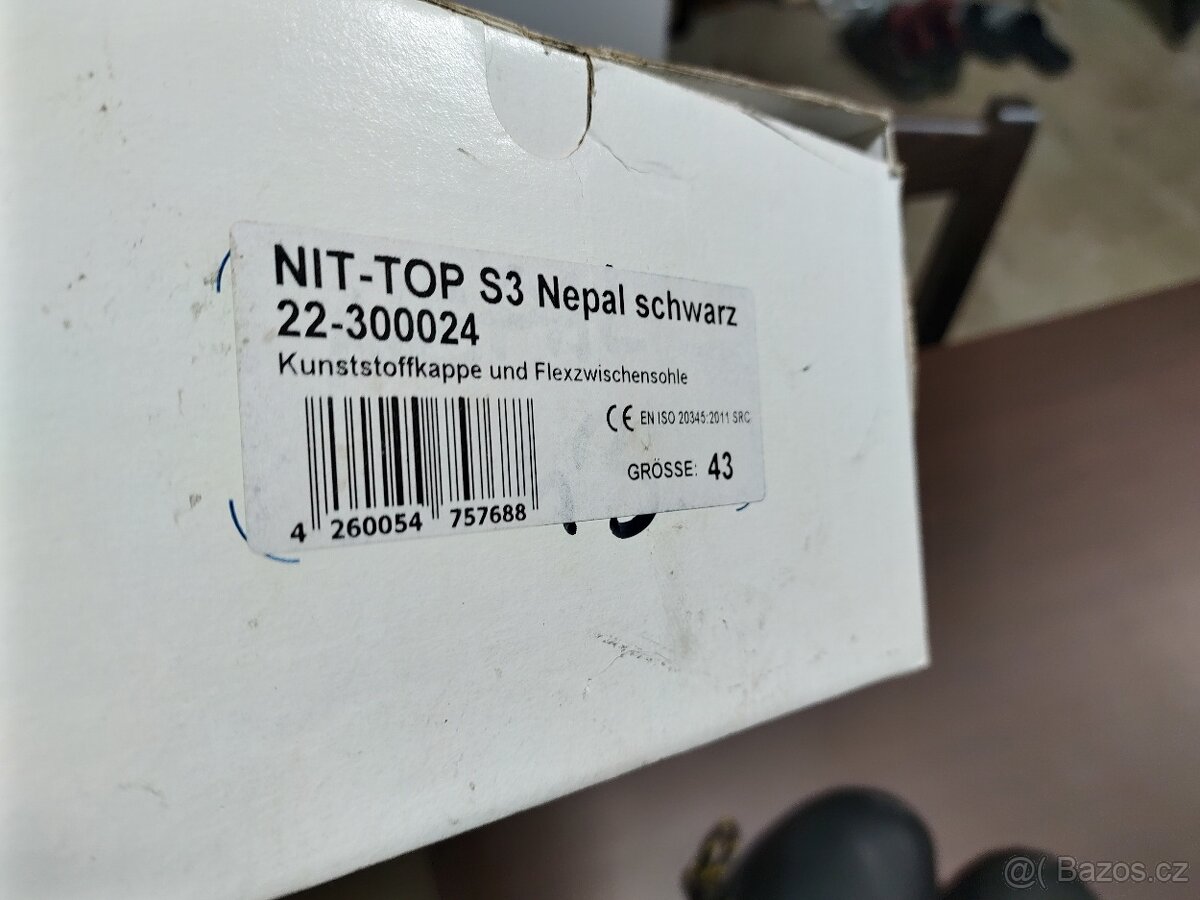 NIT-TOP S3 Nepal schwarz
22-300024
Kunststoffkappe und Flexzwischensohle
CE EN ISO 20345:2011 SRC
GRÖSSE: 43
4 260054 757688
@( Bazos.cz